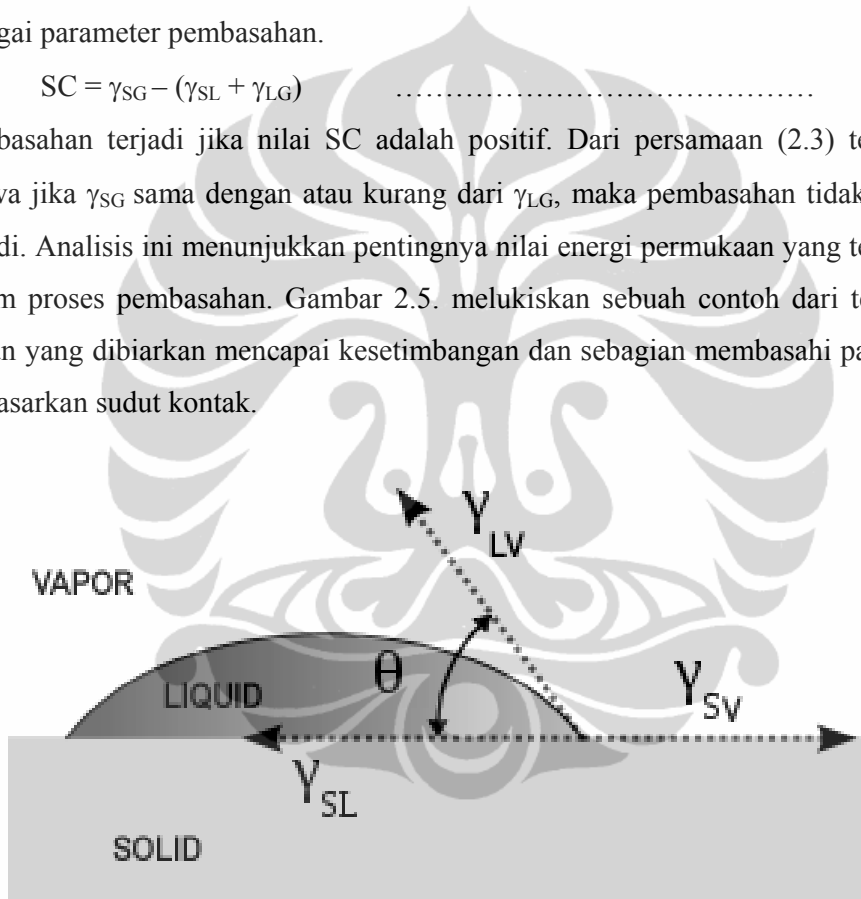 gai parameter pembasahan.
SC = γSG – (γSL + γLG) ……………………………………
basahan terjadi jika nilai SC adalah positif. Dari persamaan (2.3) te
va jika γSG sama dengan atau kurang dari γLG, maka pembasahan tidak
di. Analisis ini menunjukkan pentingnya nilai energi permukaan yang te
m proses pembasahan. Gambar 2.5. melukiskan sebuah contoh dari te
n yang dibiarkan mencapai kesetimbangan dan sebagian membasahi pa
asarkan sudut kontak.
γLV
VAPOR
θ
LIQUID
γSV
γSL
SOLID